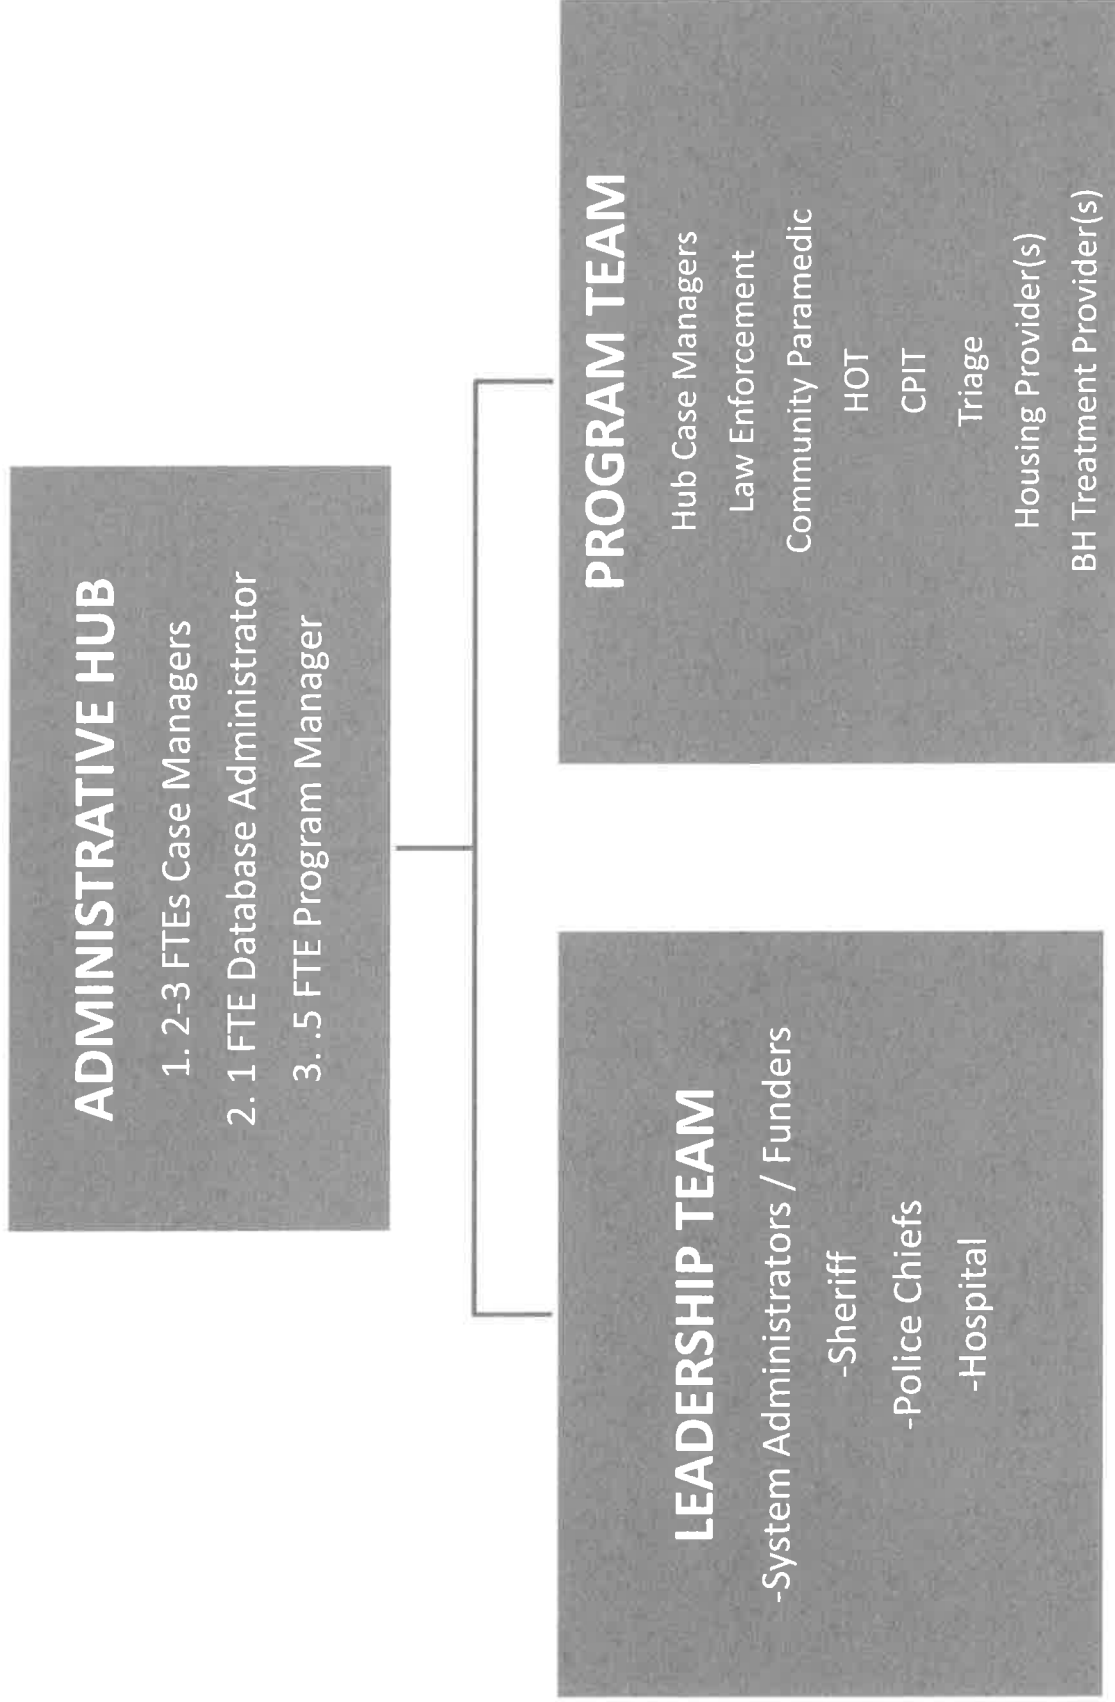 ADMINISTRATIVE HUB
1. 2-3 FTEs Case Managers
2. 1 FTE Database Administrator
3. .5 FTE Program Manager
LEADERSHIP TEAM
-System Administrators / Funders
-Sheriff
-Police Chiefs
-Hospital
PROGRAM TEAM
Hub Case Managers
Law Enforcement
Community Paramedic
HOT
CPIT
Triage
Housing Provider(s)
BH Treatment Provider(s)